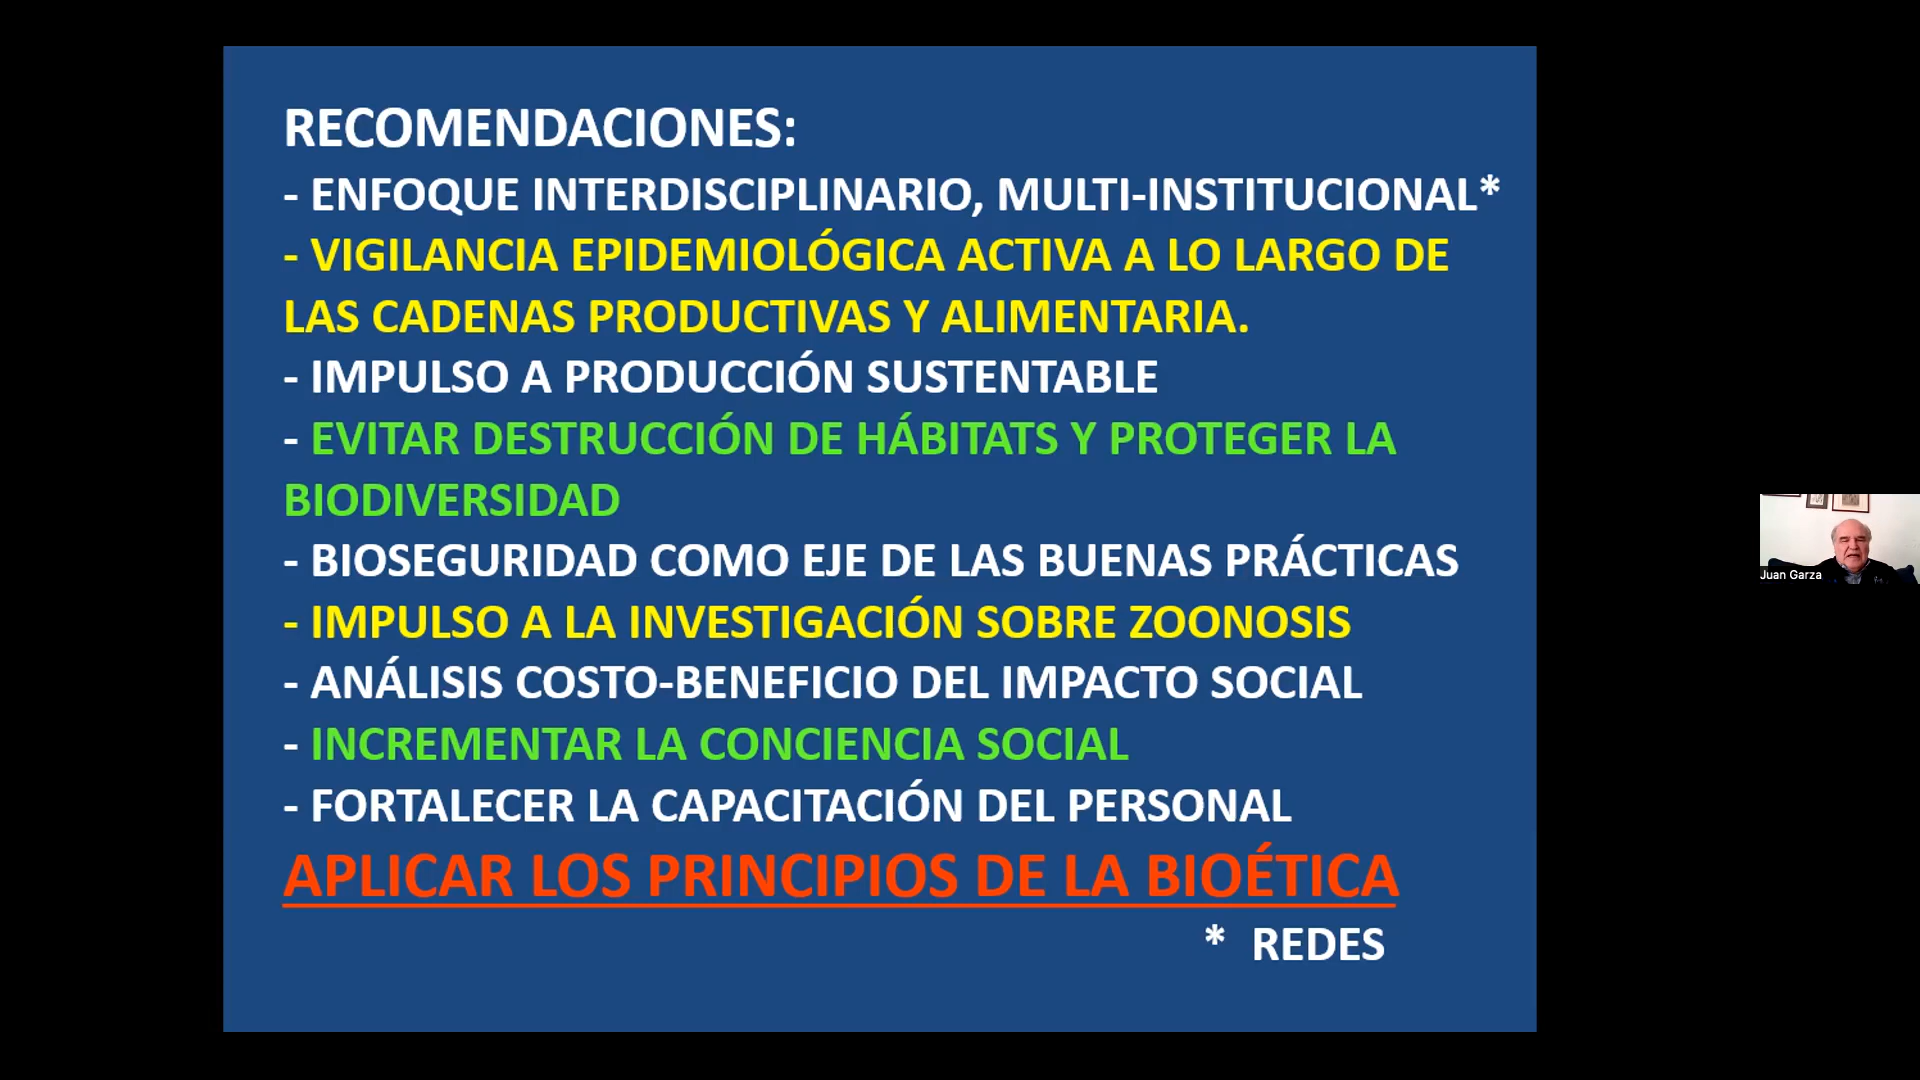 RECOMENDACIONES:
- ENFOQUE INTERDISCIPLINARIO, MULTI-INSTITUCIONAL*
- VIGILANCIA EPIDEMIOLÓGICA ACTIVA A LO LARGO DE
LAS CADENAS PRODUCTIVAS Y ALIMENTARIA.
- IMPULSO A PRODUCCIÓN SUSTENTABLE
- EVITAR DESTRUCCIÓN DE HÁBITATS Y PROTEGER LA
BIODIVERSIDAD
- BIOSEGURIDAD COMO EJE DE LAS BUENAS PRÁCTICAS
- IMPULSO A LA INVESTIGACIÓN SOBRE ZOONOSIS
- ANÁLISIS COSTO-BENEFICIO DEL IMPACTO SOCIAL
- INCREMENTAR LA CONCIENCIA SOCIAL
- FORTALECER LA CAPACITACIÓN DEL PERSONAL
APLICAR LOS PRINCIPIOS DE LA BIOÉTICA
* REDES
Juan Garza